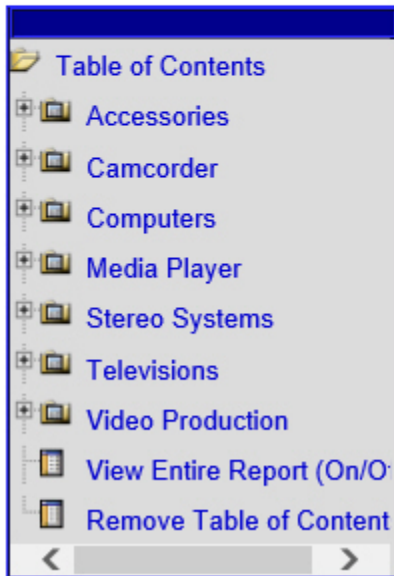 Table of Contents
Accessories
Camcorder
Computers
Media Player
Stereo Systems
Televisions
Video Production
View Entire Report (On/O
Remove Table of Content